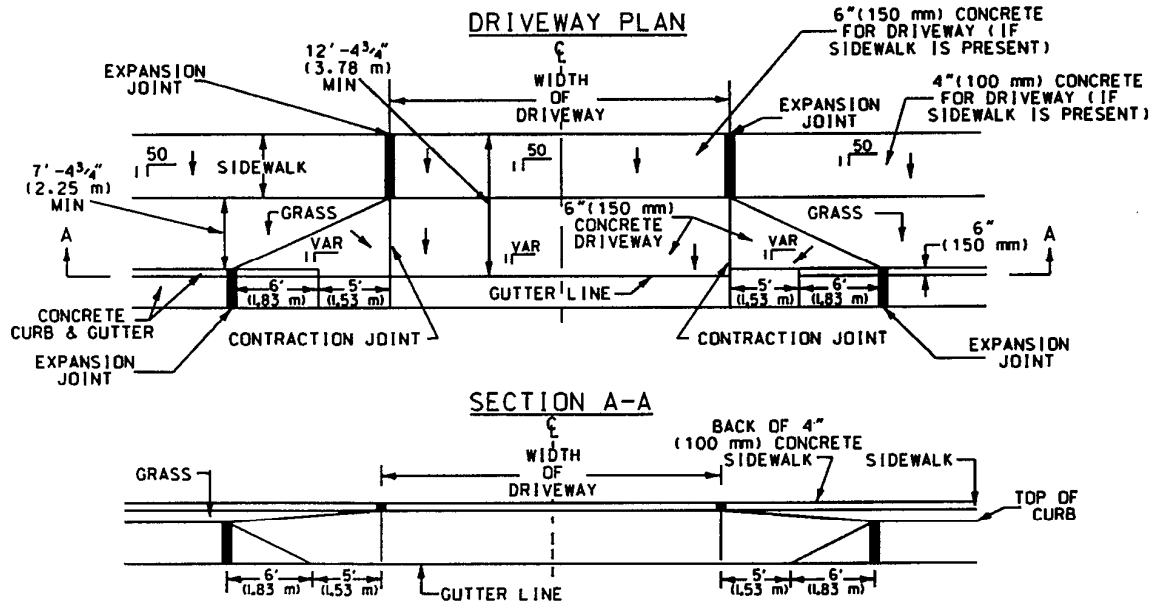 DRIVEWAY PLAN
6" (150 mm) CONCRETE
FOR DRIVEWAY (IF
SIDEWALK IS PRESENT)
12'-4 3/4"
(3.78 m)
MIN
℄
WIDTH
OF
DRIVEWAY
EXPANSION
JOINT
EXPANSION
JOINT
4" (100 mm) CONCRETE
FOR DRIVEWAY (IF
SIDEWALK IS PRESENT)
1 50
SIDEWALK
1 50
1 50
7'-4 3/4"
(2.25 m)
MIN
GRASS
6" (150 mm)
CONCRETE
DRIVEWAY
GRASS
6"
(150 mm)
A
1 VAR
1 VAR
1 VAR
A
6'
(1.83 m)
5'
(1.53 m)
GUTTER LINE
5'
(1.53 m)
6'
(1.83 m)
CONCRETE
CURB & GUTTER
CONTRACTION JOINT
CONTRACTION JOINT
EXPANSION
JOINT
EXPANSION
JOINT
SECTION A-A
℄
WIDTH
OF
DRIVEWAY
BACK OF 4"
(100 mm) CONCRETE
SIDEWALK
SIDEWALK
GRASS
TOP OF
CURB
6'
(1.83 m)
5'
(1.53 m)
GUTTER LINE
5'
(1.53 m)
6'
(1.83 m)